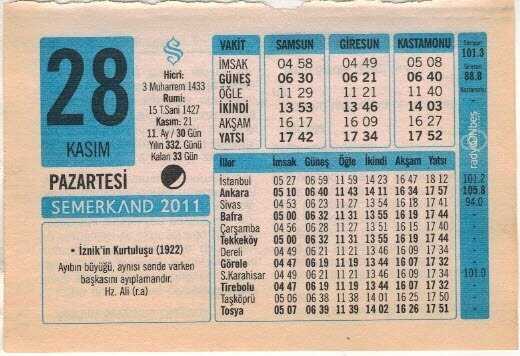 28
KASIM
PAZARTESİ
SEMERKAND 2011
Hicri:
3 Muharrem 1433
Rumi:
15 T.Sani 1427
Kasım: 21
11. Ay / 30 Gün
Yılın 332. Günü
Kalan 33 Gün
• İznik'in Kurtuluşu (1922)
Ayıbın büyüğü, aynısı sende varken
başkasını ayıplamandır.
Hz. Ali (r.a)
VAKİT SAMSUN GİRESUN KASTAMONU
İMSAK 04 58 04 49 05 08
GÜNEŞ 06 30 06 21 06 40
ÖĞLE 11 29 11 21 11 40
İKİNDİ 13 53 13 46 14 03
AKŞAM 16 17 16 09 16 27
YATSI 17 42 17 34 17 52
İller İmsak Güneş Öğle İkindi Akşam Yatsı
İstanbul 05 27 06 59 11 59 14 23 16 47 18 12
Ankara 05 10 06 40 11 43 14 11 16 34 17 57
Sivas 04 53 06 23 11 27 13 54 16 18 17 41
Bafra 05 00 06 32 11 31 13 55 16 19 17 44
Çarşamba 04 56 06 28 11 27 13 51 16 15 17 40
Tekkeköy 05 00 06 32 11 31 13 55 16 19 17 44
Dereli 04 49 06 21 11 21 13 46 16 09 17 34
Görele 04 47 06 19 11 19 13 44 16 07 17 32
Ş.Karahisar 04 49 06 21 11 21 13 46 16 09 17 34
Tirebolu 04 47 06 19 11 19 13 44 16 07 17 32
Taşköprü 05 06 06 38 11 38 14 01 16 25 17 50
Tosya 05 07 06 39 11 39 14 02 16 26 17 51
Samsun
101.3
Giresun
88.8
Kastamonu
-
radyo
101.2
105.8
94.0
101.0